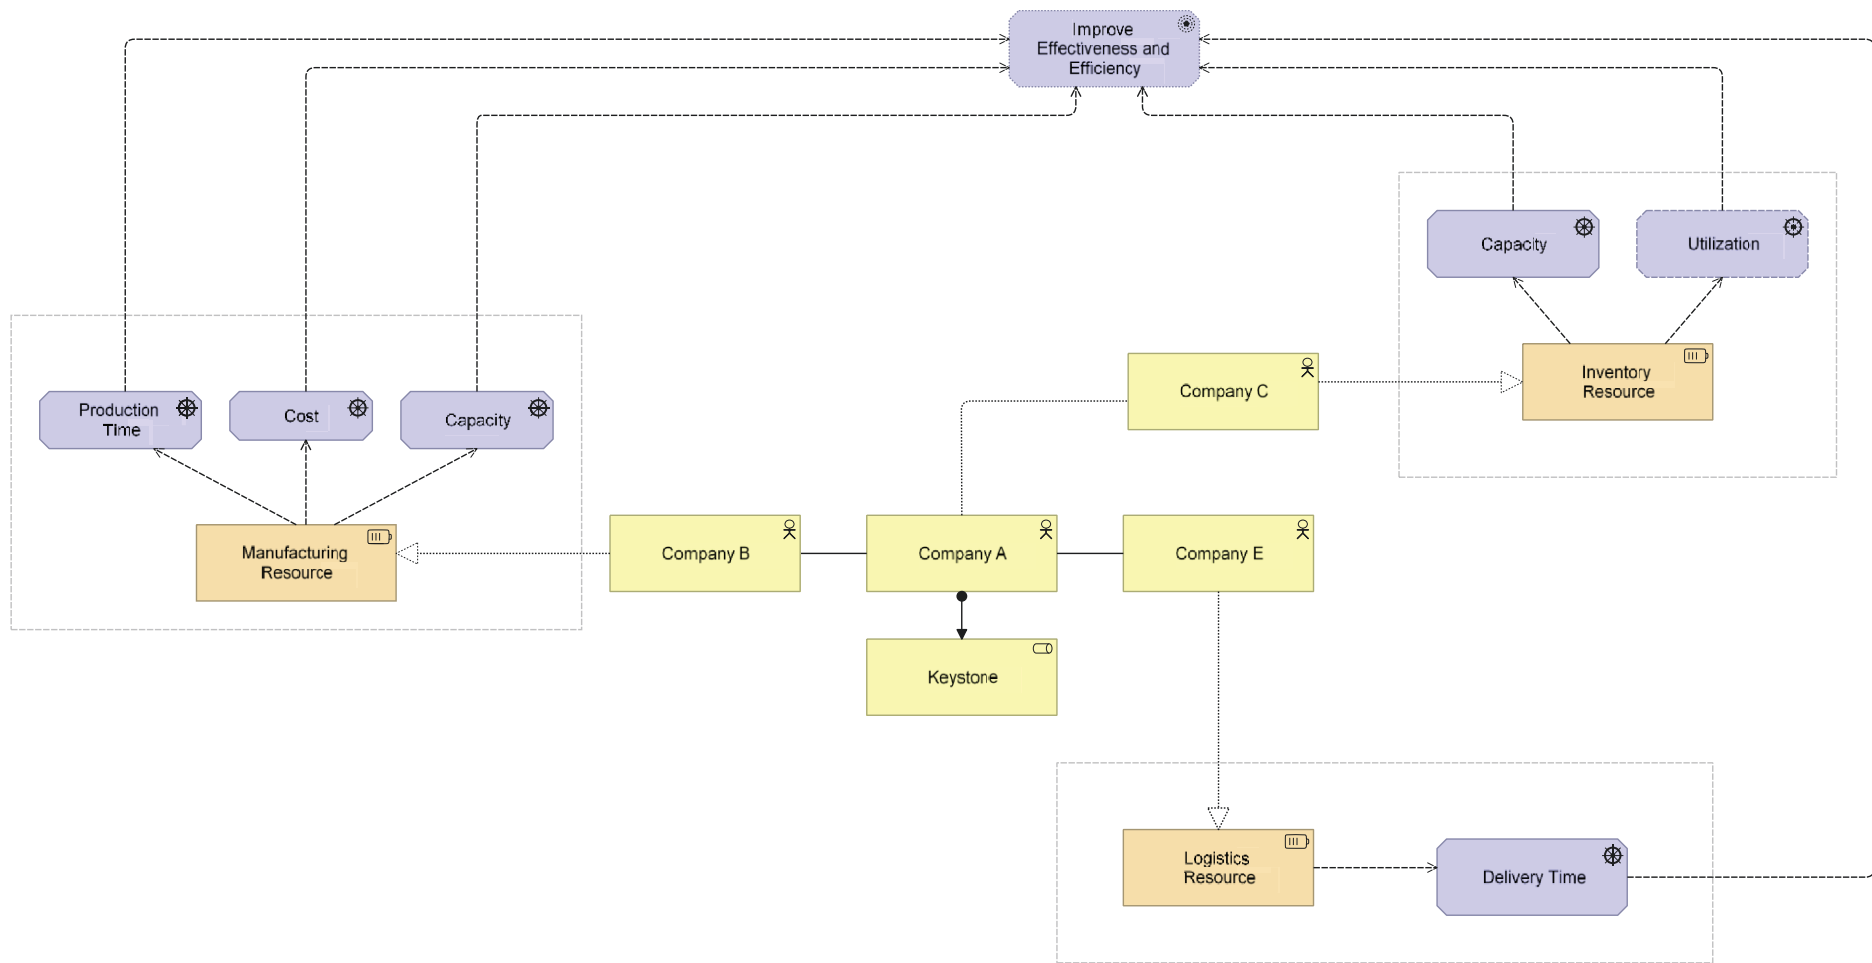 Improve
Effectiveness and
Efficiency
Capacity
Utilization
Inventory
Resource
Company C
Production
TIme
Cost
Capacity
Manufacturing
Resource
Company B
Company A
Company E
Keystone
Logistics
Resource
Delivery Time